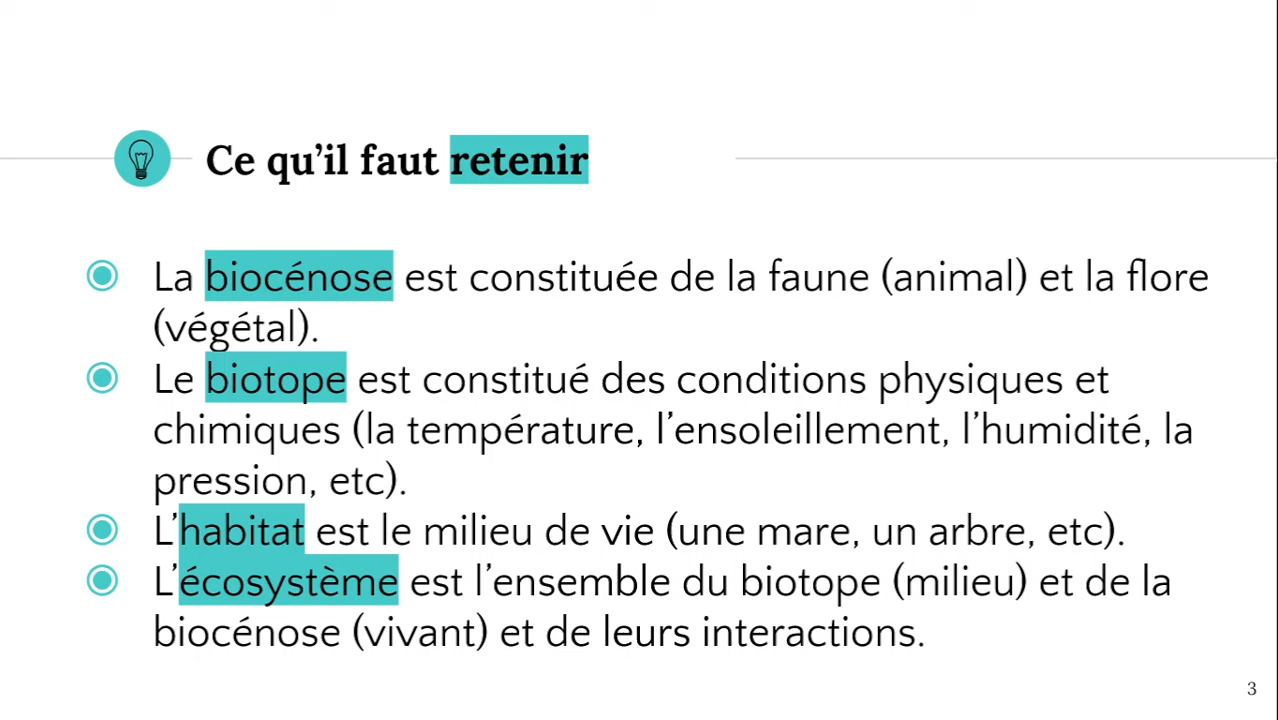 Ce qu’il faut retenir
La biocénose est constituée de la faune (animal) et la flore
(végétal).
Le biotope est constitué des conditions physiques et
chimiques (la température, l’ensoleillement, l’humidité, la
pression, etc).
L’habitat est le milieu de vie (une mare, un arbre, etc).
L’écosystème est l’ensemble du biotope (milieu) et de la
biocénose (vivant) et de leurs interactions.
3